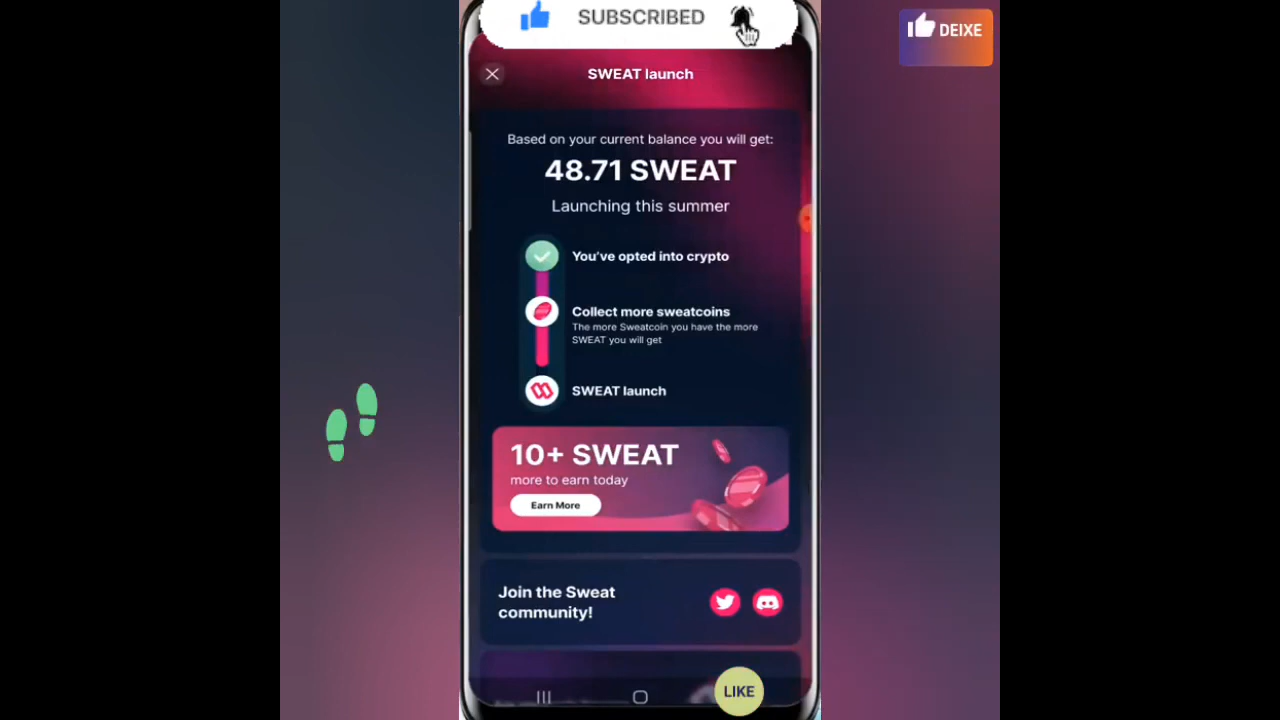 SUBSCRIBED
DEIXE
SWEAT launch
Based on your current balance you will get:
48.71 SWEAT
Launching this summer
You've opted into crypto
Collect more sweatcoins
The more Sweatcoin you have the more
SWEAT you will get
SWEAT launch
10+ SWEAT
more to earn today
Earn More
Join the Sweat
community!
LIKE